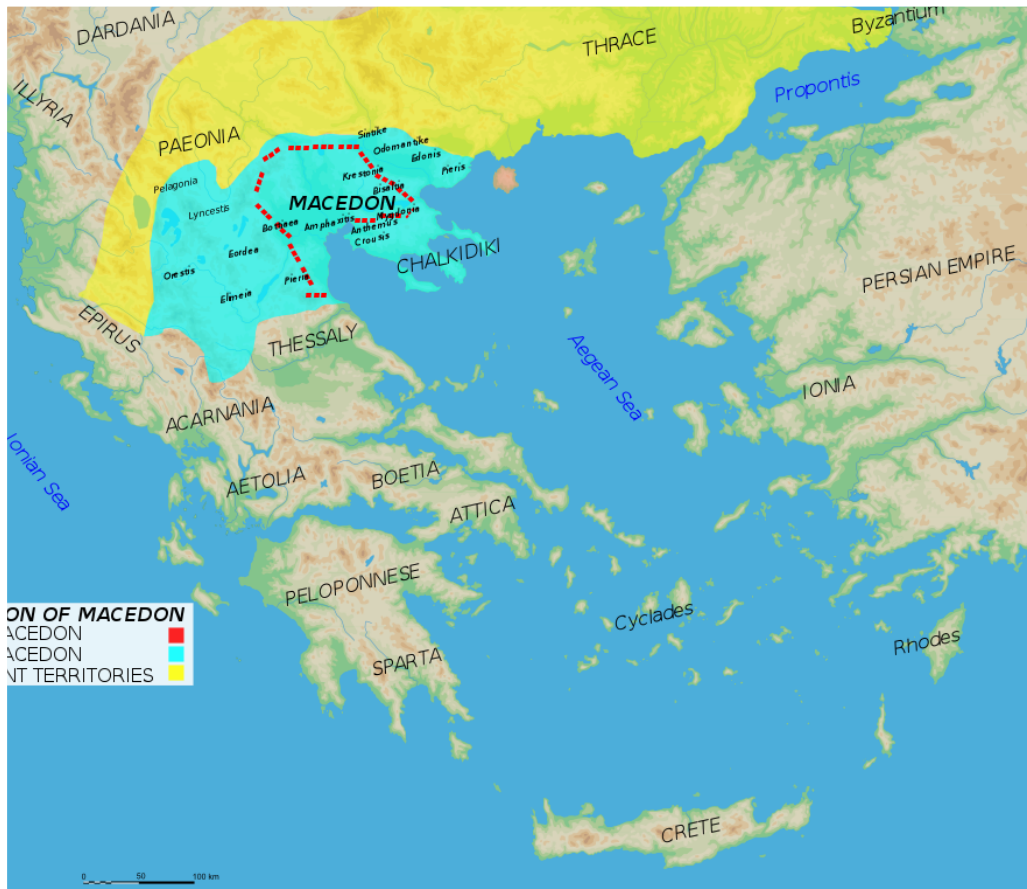 DARDANIA
THRACE
Byzantium
Propontis
ILLYRIA
PAEONIA
Sintike
Odomantike
Edonis
Pieris
Krestonia
Pelagonia
Bisaltia
MACEDON
Lyncestis
Mygdonia
Bottiaea
Amphaxitis
Anthemus
Crousis
CHALKIDIKI
Eordea
Orestis
Pieria
Elimeia
PERSIAN EMPIRE
EPIRUS
THESSALY
Aegean Sea
IONIA
ACARNANIA
Ionian Sea
AETOLIA
BOETIA
ATTICA
PELOPONNESE
Cyclades
Rhodes
SPARTA
ON OF MACEDON
ACEDON
ACEDON
NT TERRITORIES
CRETE
0 50 100 km